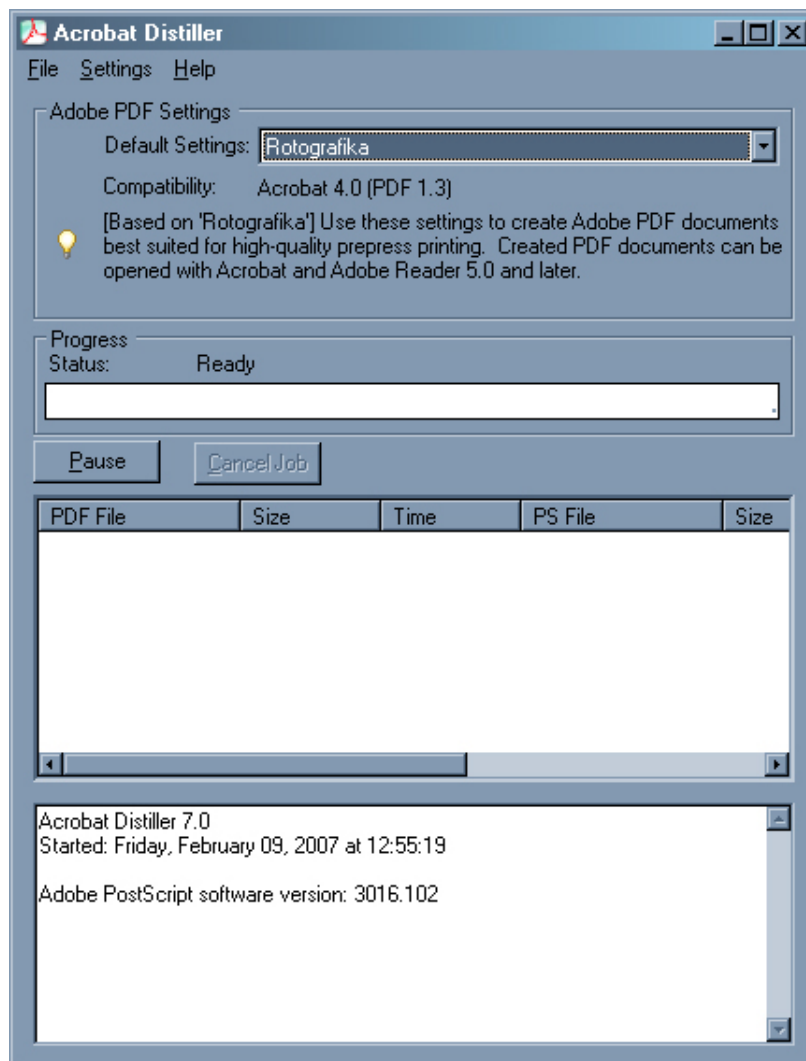 Acrobat Distiller
File Settings Help
Adobe PDF Settings
Default Settings: Rotografika
Compatibility: Acrobat 4.0 (PDF 1.3)
[Based on 'Rotografika'] Use these settings to create Adobe PDF documents
best suited for high-quality prepress printing. Created PDF documents can be
opened with Acrobat and Adobe Reader 5.0 and later.
Progress
Status: Ready
Pause Cancel Job
PDF File Size Time PS File Size
Acrobat Distiller 7.0
Started: Friday, February 09, 2007 at 12:55:19
Adobe PostScript software version: 3016.102